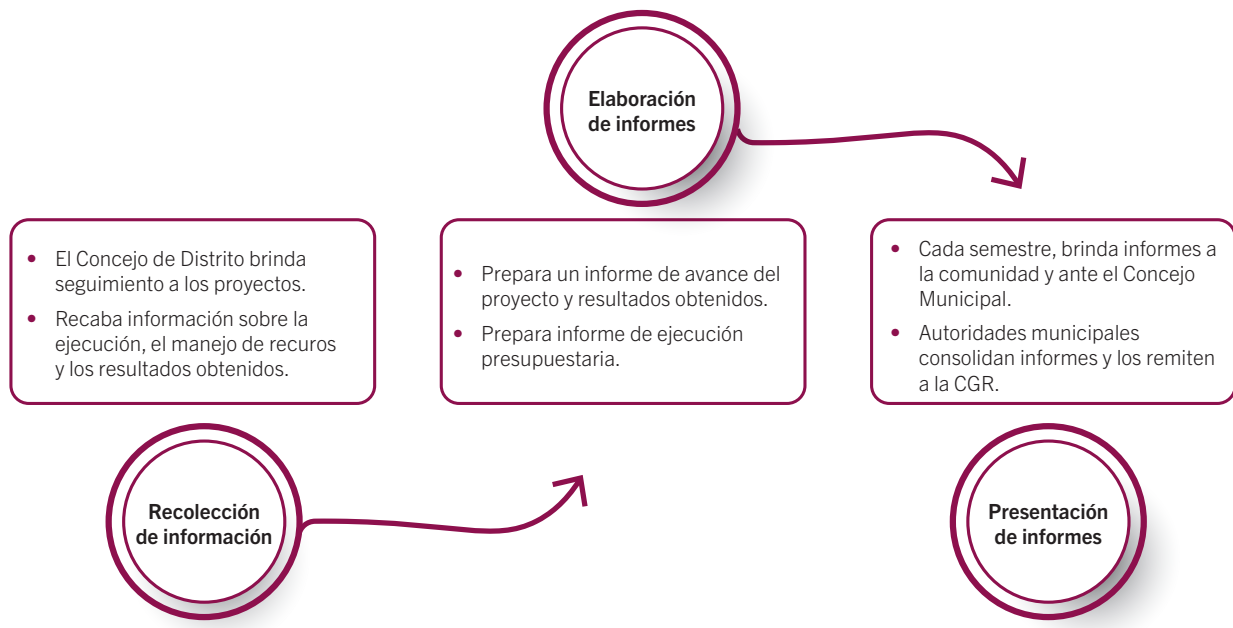 Elaboración
de informes
• El Concejo de Distrito brinda
seguimiento a los proyectos.
• Recaba información sobre la
ejecución, el manejo de recuros
y los resultados obtenidos.
• Prepara un informe de avance del
proyecto y resultados obtenidos.
• Prepara informe de ejecución
presupuestaria.
• Cada semestre, brinda informes a
la comunidad y ante el Concejo
Municipal.
• Autoridades municipales
consolidan informes y los remiten
a la CGR.
Recolección
de información
Presentación
de informes